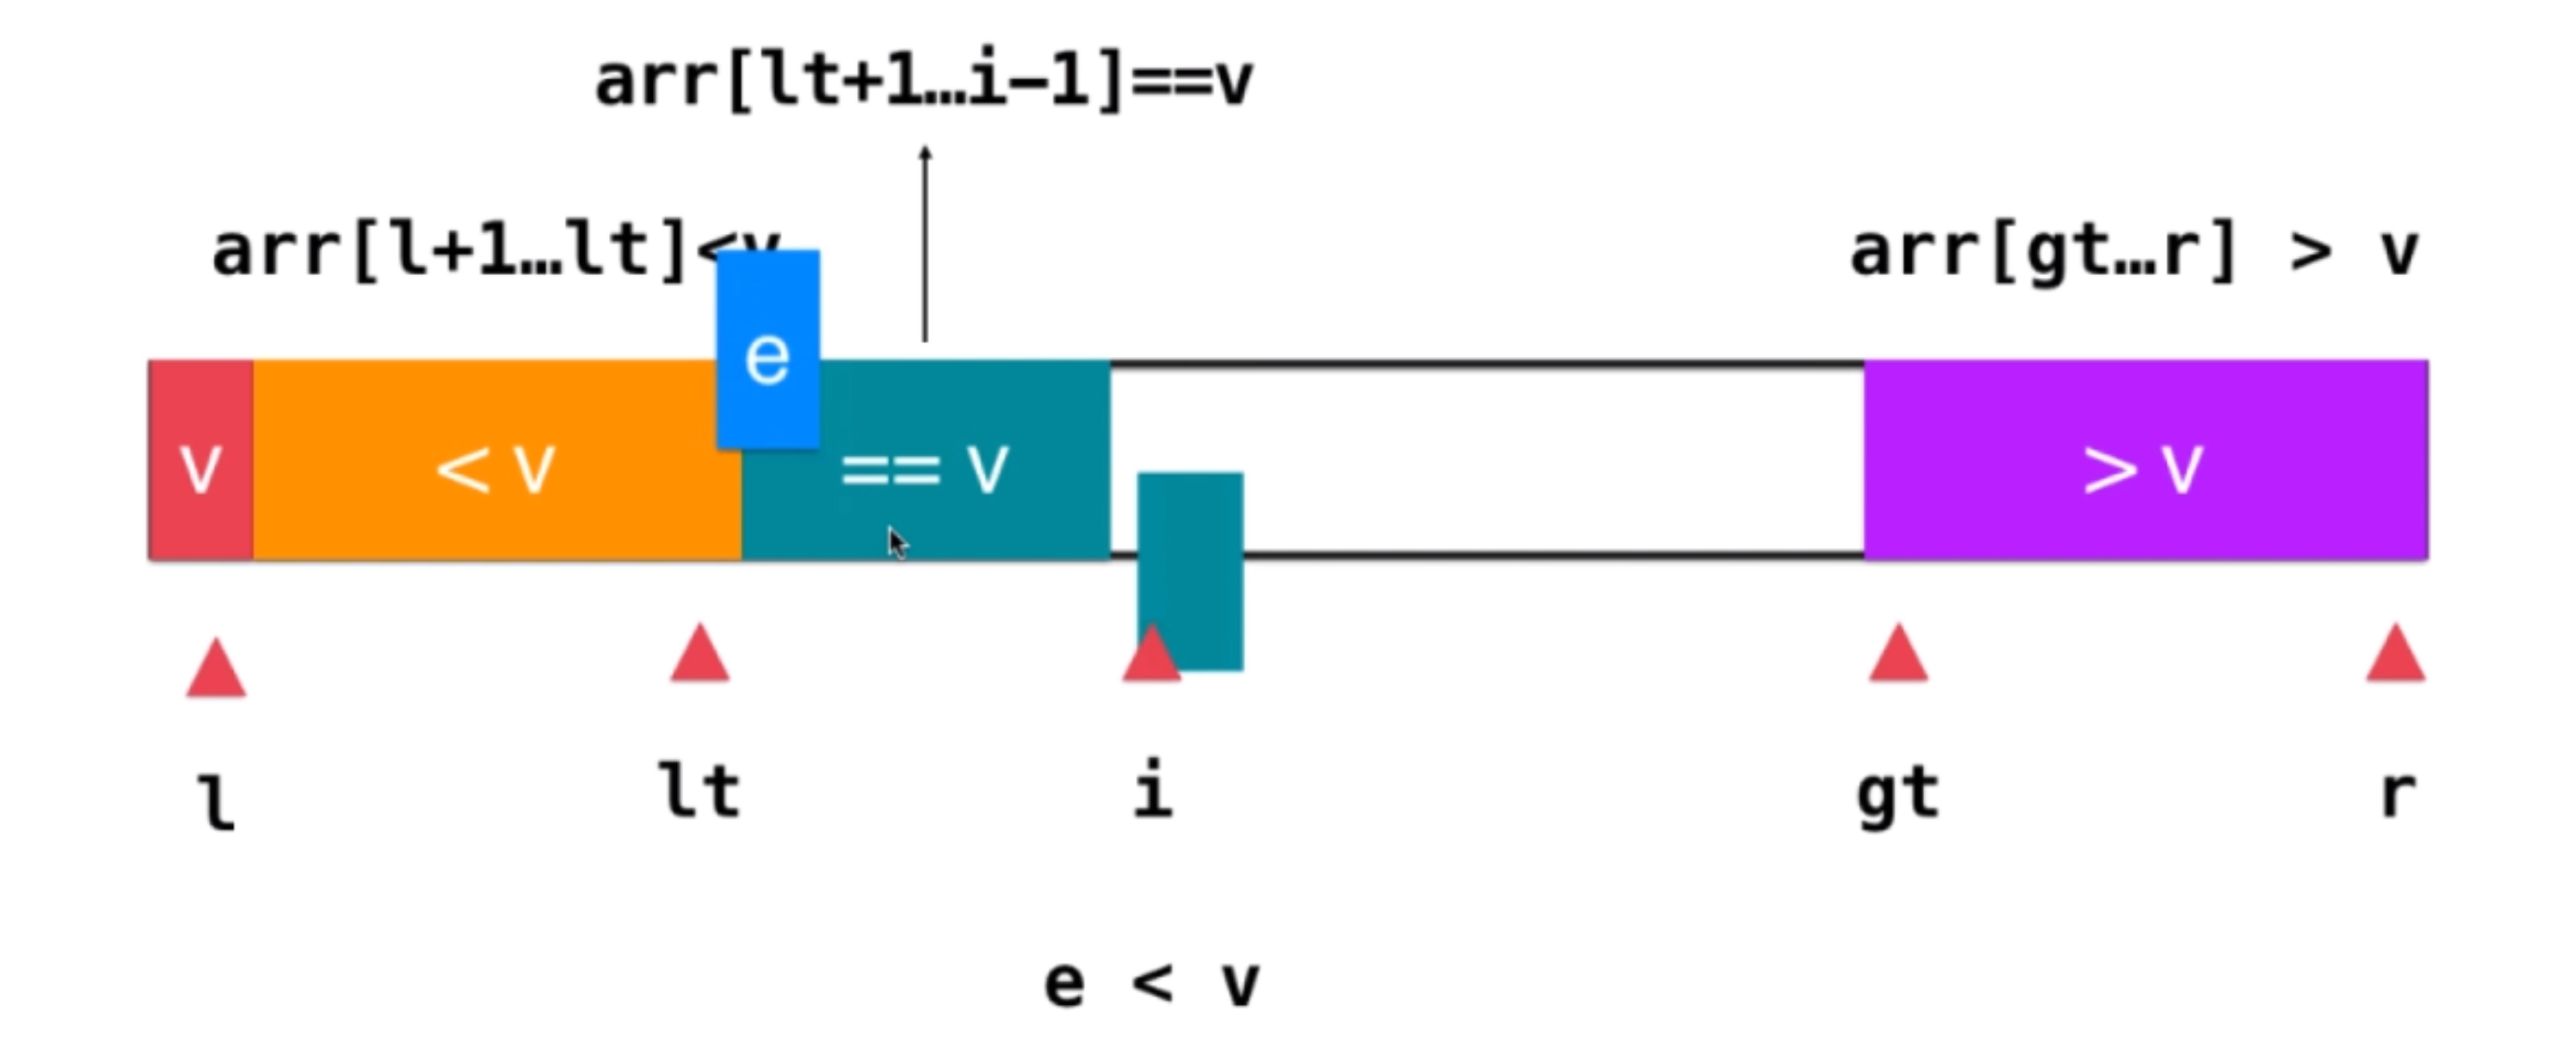 arr[lt+1…i-1]==v
arr[l+1…lt]<v
arr[gt…r] > v
e
v
< v
== v
> v
l
lt
i
gt
r
e < v